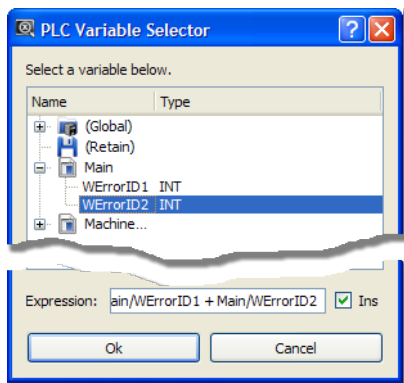 PLC Variable Selector
Select a variable below.
Name Type
(Global)
(Retain)
Main
WErrorID1 INT
WErrorID2 INT
Machine...
Expression: ain/WErrorID1 + Main/WErrorID2 Ins
Ok Cancel